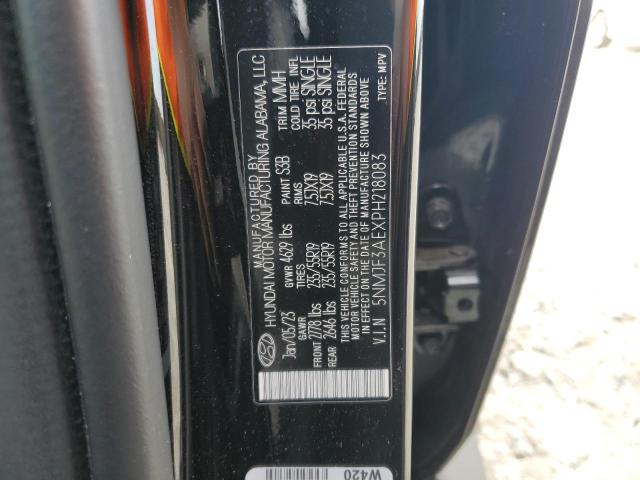 MANUFACTURED BY
HYUNDAI MOTOR MANUFACTURING ALABAMA, LLC
Jan/05/23 GVWR 4629 lbs PAINT S3B TRIM MMH
GAWR TIRES RIMS COLD TIRE INFL
FRONT 2778 lbs 235/55R19 7.5JX19 35 psi SINGLE
REAR 2646 lbs 235/55R19 7.5JX19 35 psi SINGLE
THIS VEHICLE CONFORMS TO ALL APPLICABLE U.S.A. FEDERAL
MOTOR VEHICLE SAFETY AND THEFT PREVENTION STANDARDS
IN EFFECT ON THE DATE OF MANUFACTURE SHOWN ABOVE
V.I.N 5NMJF3AEXPH218083 TYPE: MPV
W420